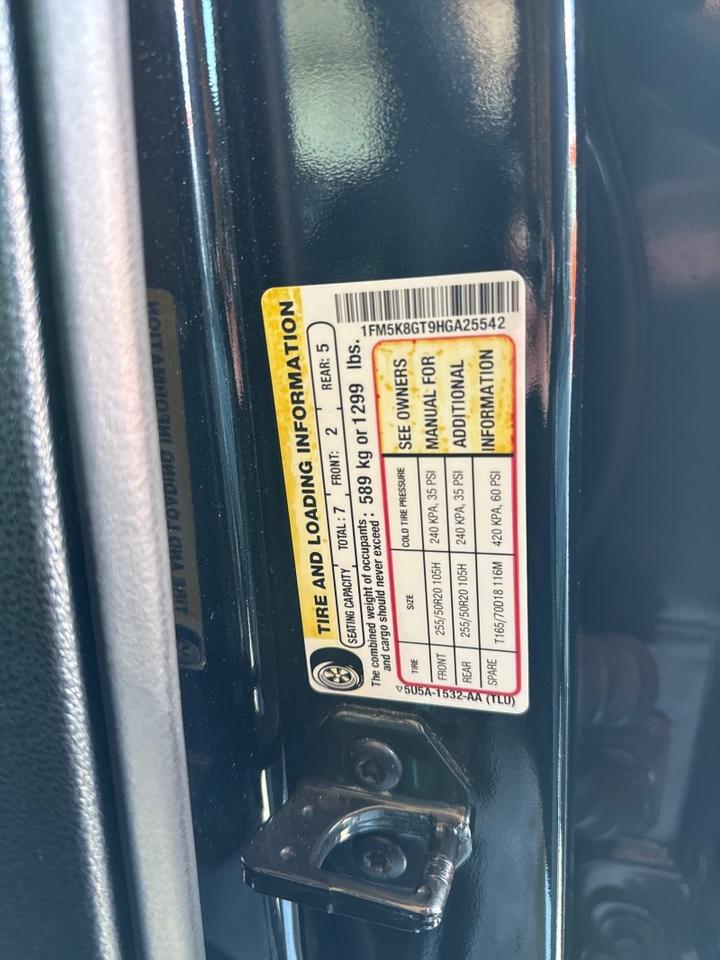 1FM5K8GT9HGA25542
TIRE AND LOADING INFORMATION
SEATING CAPACITY TOTAL: 7 FRONT: 2 REAR: 5
The combined weight of occupants and cargo should never exceed: 589 kg or 1299 lbs.
TIRE SIZE COLD TIRE PRESSURE
FRONT 255/50R20 105H 240 KPA, 35 PSI
REAR 255/50R20 105H 240 KPA, 35 PSI
SPARE T165/70D18 116M 420 KPA, 60 PSI
SEE OWNERS
MANUAL FOR
ADDITIONAL
INFORMATION
5U5A-1532-AA (TLU)